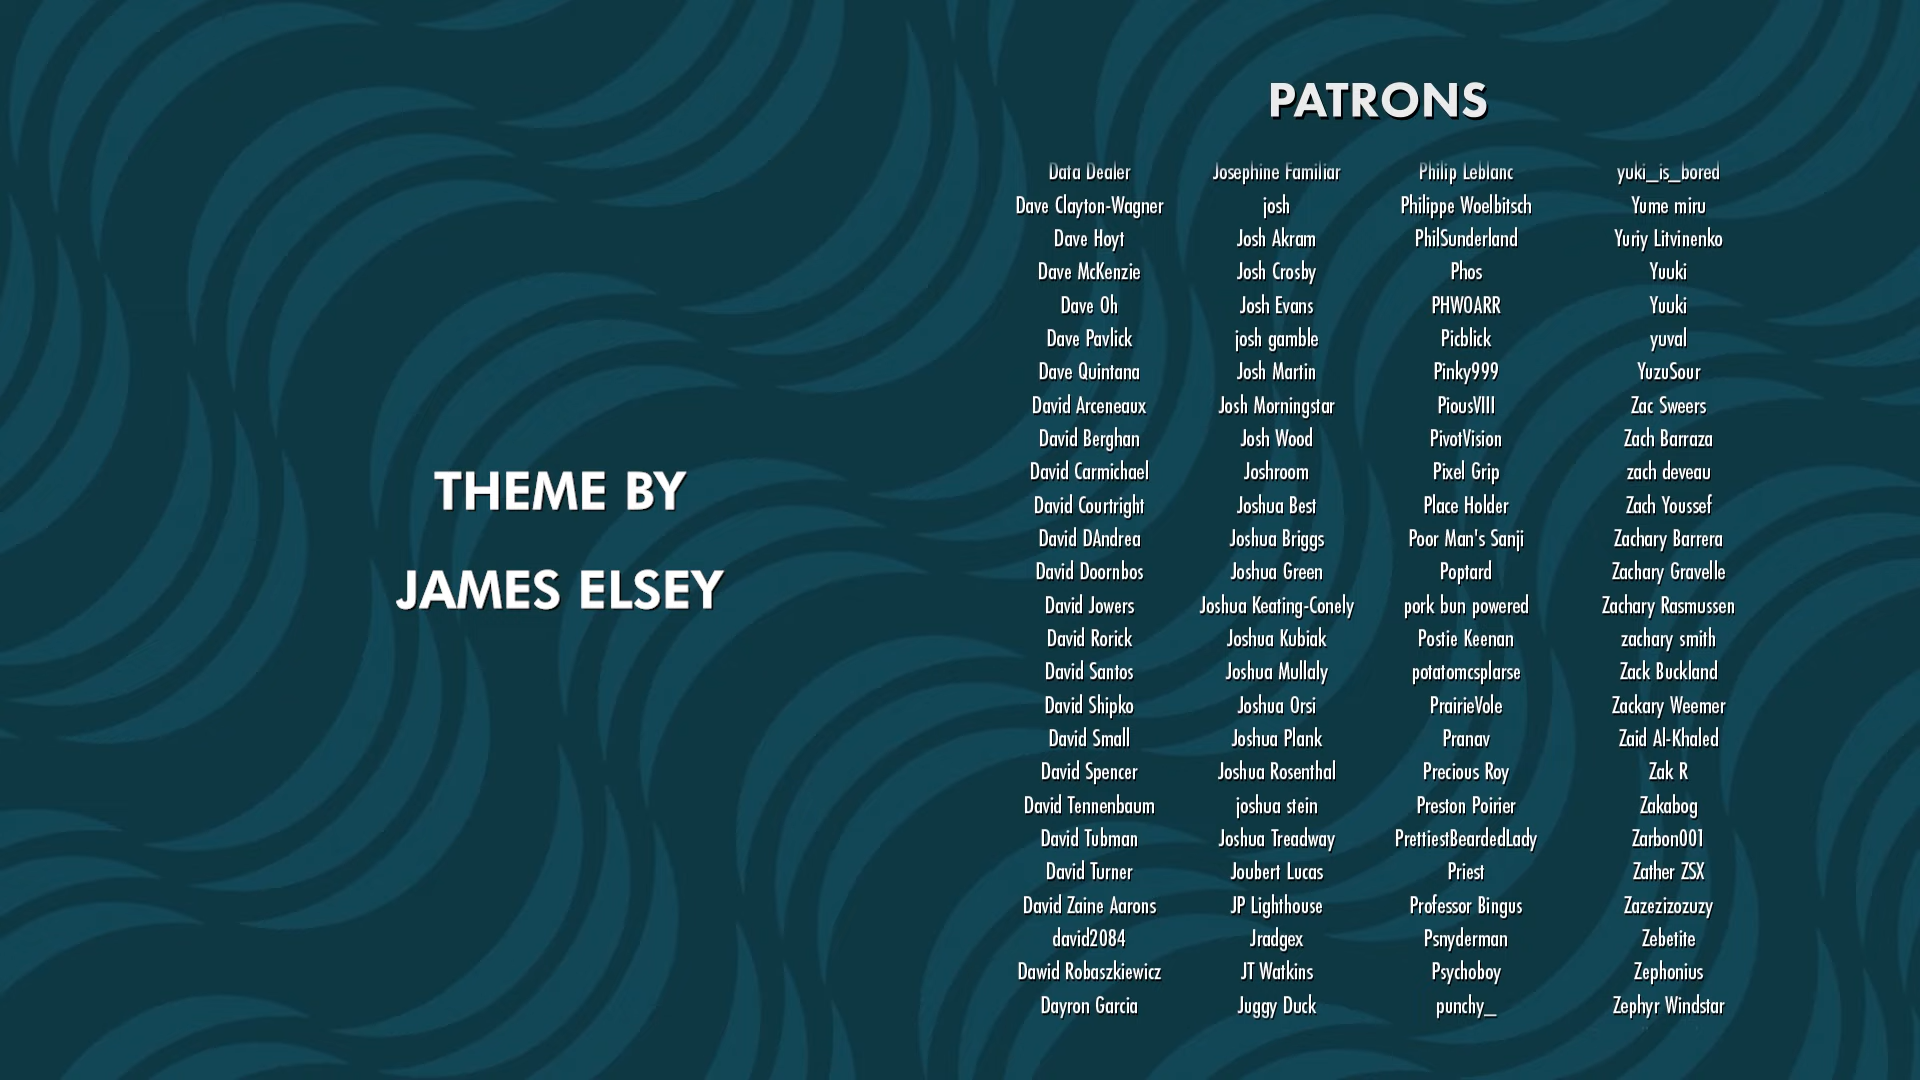 THEME BY
JAMES ELSEY
PATRONS
Data Dealer
Dave Clayton-Wagner
Dave Hoyt
Dave McKenzie
Dave Oh
Dave Pavlick
Dave Quintana
David Arceneaux
David Berghan
David Carmichael
David Courtright
David DAndrea
David Doornbos
David Jowers
David Rorick
David Santos
David Shipko
David Small
David Spencer
David Tennenbaum
David Tubman
David Turner
David Zaine Aarons
david2084
Dawid Robaszkiewicz
Dayron Garcia
Josephine Familiar
josh
Josh Akram
Josh Crosby
Josh Evans
josh gamble
Josh Martin
Josh Morningstar
Josh Wood
Joshroom
Joshua Best
Joshua Briggs
Joshua Green
Joshua Keating-Conely
Joshua Kubiak
Joshua Mullaly
Joshua Orsi
Joshua Plank
Joshua Rosenthal
joshua stein
Joshua Treadway
Joubert Lucas
JP Lighthouse
Jradgex
JT Watkins
Juggy Duck
Philip Leblanc
Philippe Woelbitsch
PhilSunderland
Phos
PHWOARR
Picblick
Pinky999
PiousVIII
PivotVision
Pixel Grip
Place Holder
Poor Man's Sanji
Poptard
pork bun powered
Postie Keenan
potatomcsplarse
PrairieVole
Pranav
Precious Roy
Preston Poirier
PrettiestBeardedLady
Priest
Professor Bingus
Psnyderman
Psychoboy
punchy_
yuki_is_bored
Yume miru
Yuriy Litvinenko
Yuuki
Yuuki
yuval
YuzuSour
Zac Sweers
Zach Barraza
zach deveau
Zach Youssef
Zachary Barrera
Zachary Gravelle
Zachary Rasmussen
zachary smith
Zack Buckland
Zackary Weemer
Zaid Al-Khaled
Zak R
Zakabog
Zarbon001
Zather ZSX
Zazezizozuzy
Zebetite
Zephonius
Zephyr Windstar